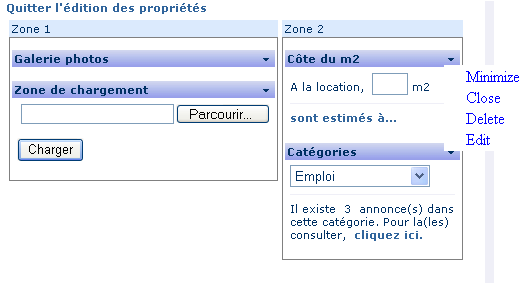 Quitter l'édition des propriétés
Zone 1
Galerie photos
Zone de chargement
Parcourir...
Charger
Zone 2
Côte du m2
A la location, m2
sont estimés à...
Catégories
Emploi
Il existe 3 annonce(s) dans
cette catégorie. Pour la(les)
consulter, cliquez ici.
Minimize
Close
Delete
Edit